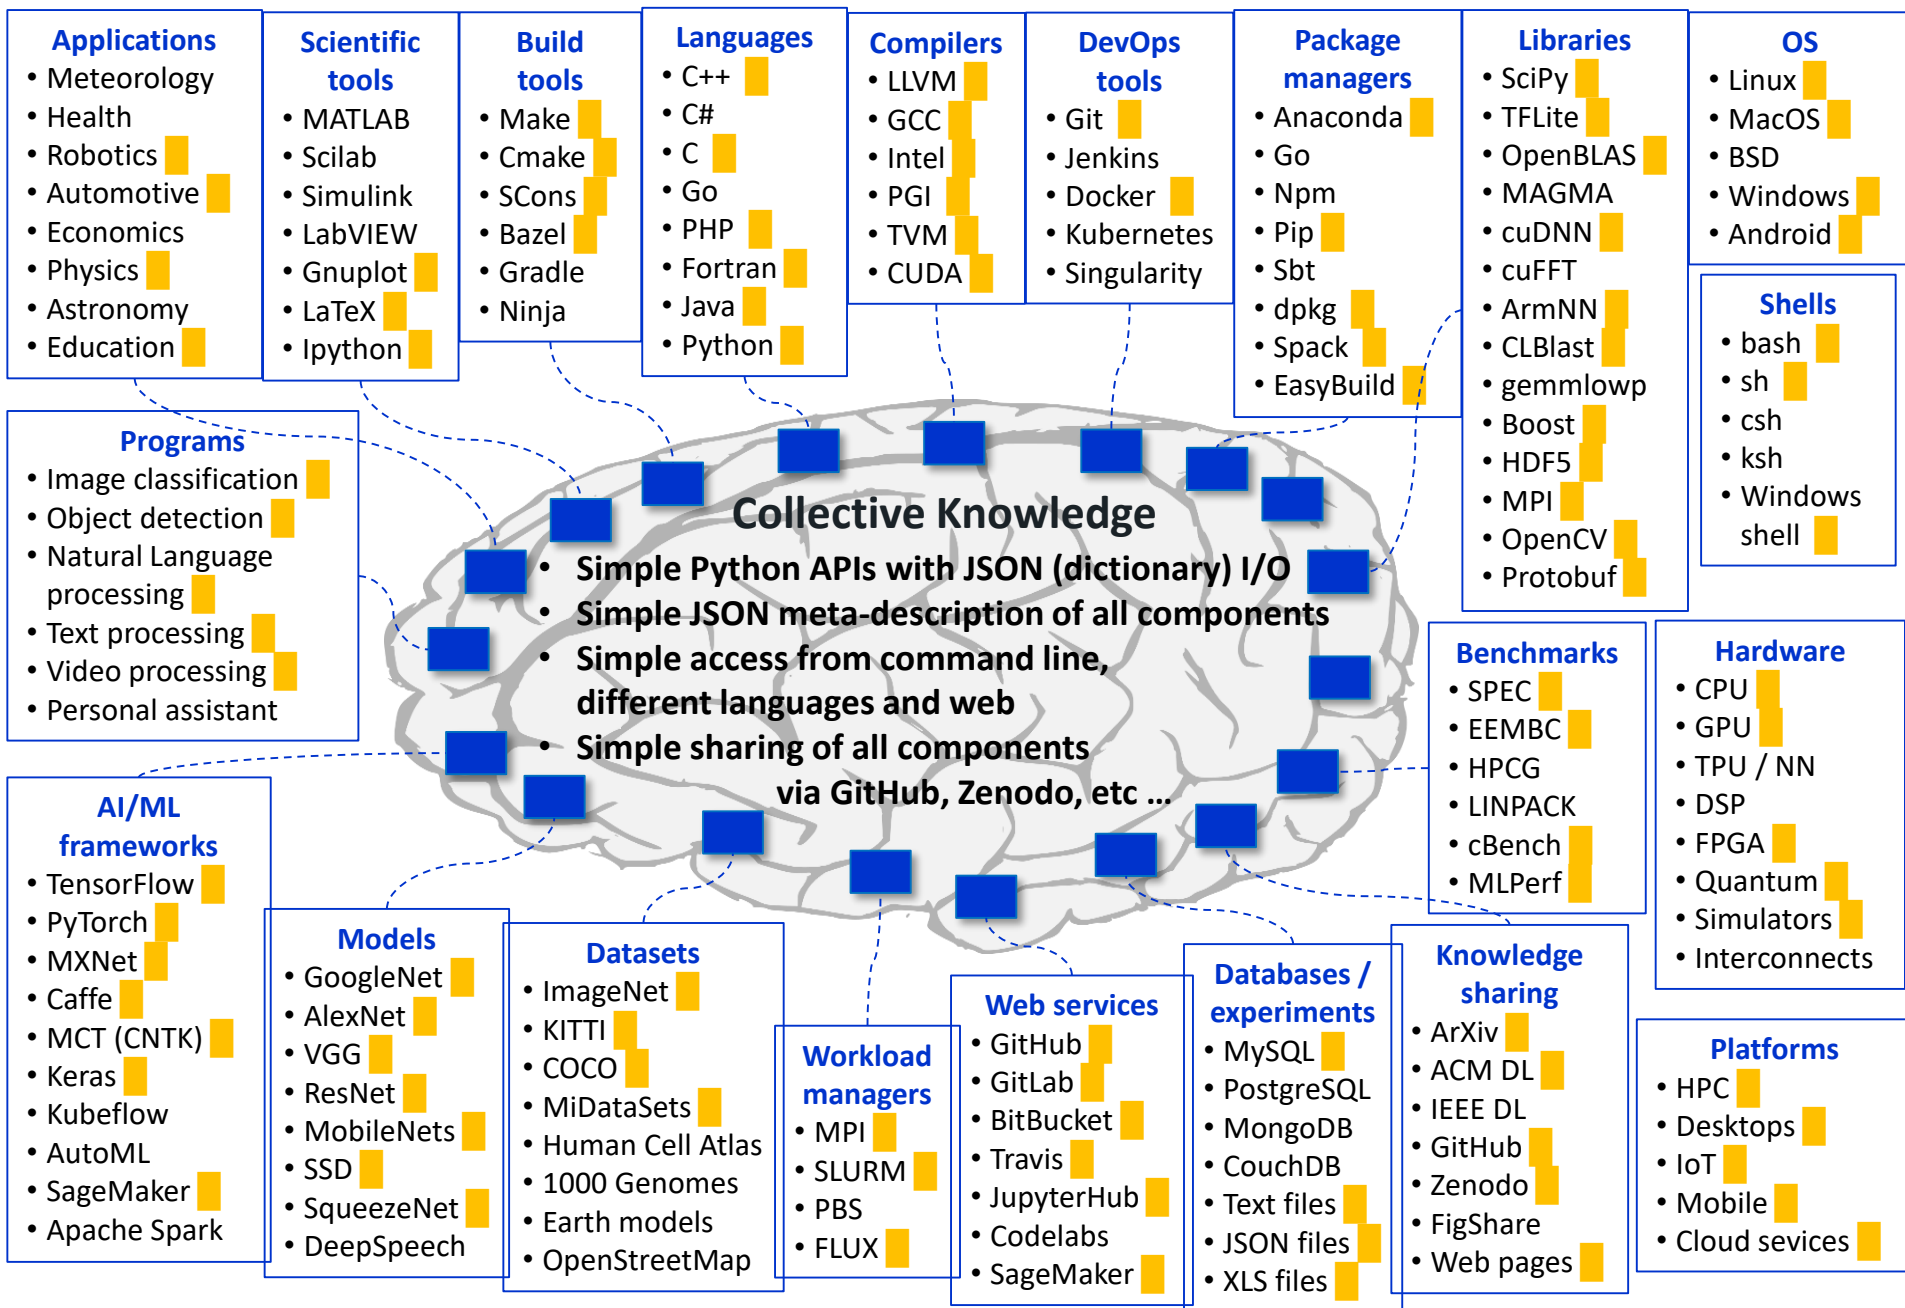 Applications
• Meteorology
• Health
• Robotics
• Automotive
• Economics
• Physics
• Astronomy
• Education
Scientific
tools
• MATLAB
• Scilab
• Simulink
• LabVIEW
• Gnuplot
• LaTeX
• Ipython
Build
tools
• Make
• Cmake
• SCons
• Bazel
• Gradle
• Ninja
Languages
• C++
• C#
• C
• Go
• PHP
• Fortran
• Java
• Python
Compilers
• LLVM
• GCC
• Intel
• PGI
• TVM
• CUDA
DevOps
tools
• Git
• Jenkins
• Docker
• Kubernetes
• Singularity
Package
managers
• Anaconda
• Go
• Npm
• Pip
• Sbt
• dpkg
• Spack
• EasyBuild
Libraries
• SciPy
• TFLite
• OpenBLAS
• MAGMA
• cuDNN
• cuFFT
• ArmNN
• CLBlast
• gemmlowp
• Boost
• HDF5
• MPI
• OpenCV
• Protobuf
OS
• Linux
• MacOS
• BSD
• Windows
• Android
Shells
• bash
• sh
• csh
• ksh
• Windows
shell
Programs
• Image classification
• Object detection
• Natural Language
processing
• Text processing
• Video processing
• Personal assistant
Collective Knowledge
• Simple Python APIs with JSON (dictionary) I/O
• Simple JSON meta-description of all components
• Simple access from command line,
different languages and web
• Simple sharing of all components
via GitHub, Zenodo, etc ...
Benchmarks
• SPEC
• EEMBC
• HPCG
• LINPACK
• cBench
• MLPerf
Hardware
• CPU
• GPU
• TPU / NN
• DSP
• FPGA
• Quantum
• Simulators
• Interconnects
AI/ML
frameworks
• TensorFlow
• PyTorch
• MXNet
• Caffe
• MCT (CNTK)
• Keras
• Kubeflow
• AutoML
• SageMaker
• Apache Spark
Models
• GoogleNet
• AlexNet
• VGG
• ResNet
• MobileNets
• SSD
• SqueezeNet
• DeepSpeech
Datasets
• ImageNet
• KITTI
• COCO
• MiDataSets
• Human Cell Atlas
• 1000 Genomes
• Earth models
• OpenStreetMap
Workload
managers
• MPI
• SLURM
• PBS
• FLUX
Web services
• GitHub
• GitLab
• BitBucket
• Travis
• JupyterHub
• Codelabs
• SageMaker
Databases /
experiments
• MySQL
• PostgreSQL
• MongoDB
• CouchDB
• Text files
• JSON files
• XLS files
Knowledge
sharing
• ArXiv
• ACM DL
• IEEE DL
• GitHub
• Zenodo
• FigShare
• Web pages
Platforms
• HPC
• Desktops
• IoT
• Mobile
• Cloud sevices